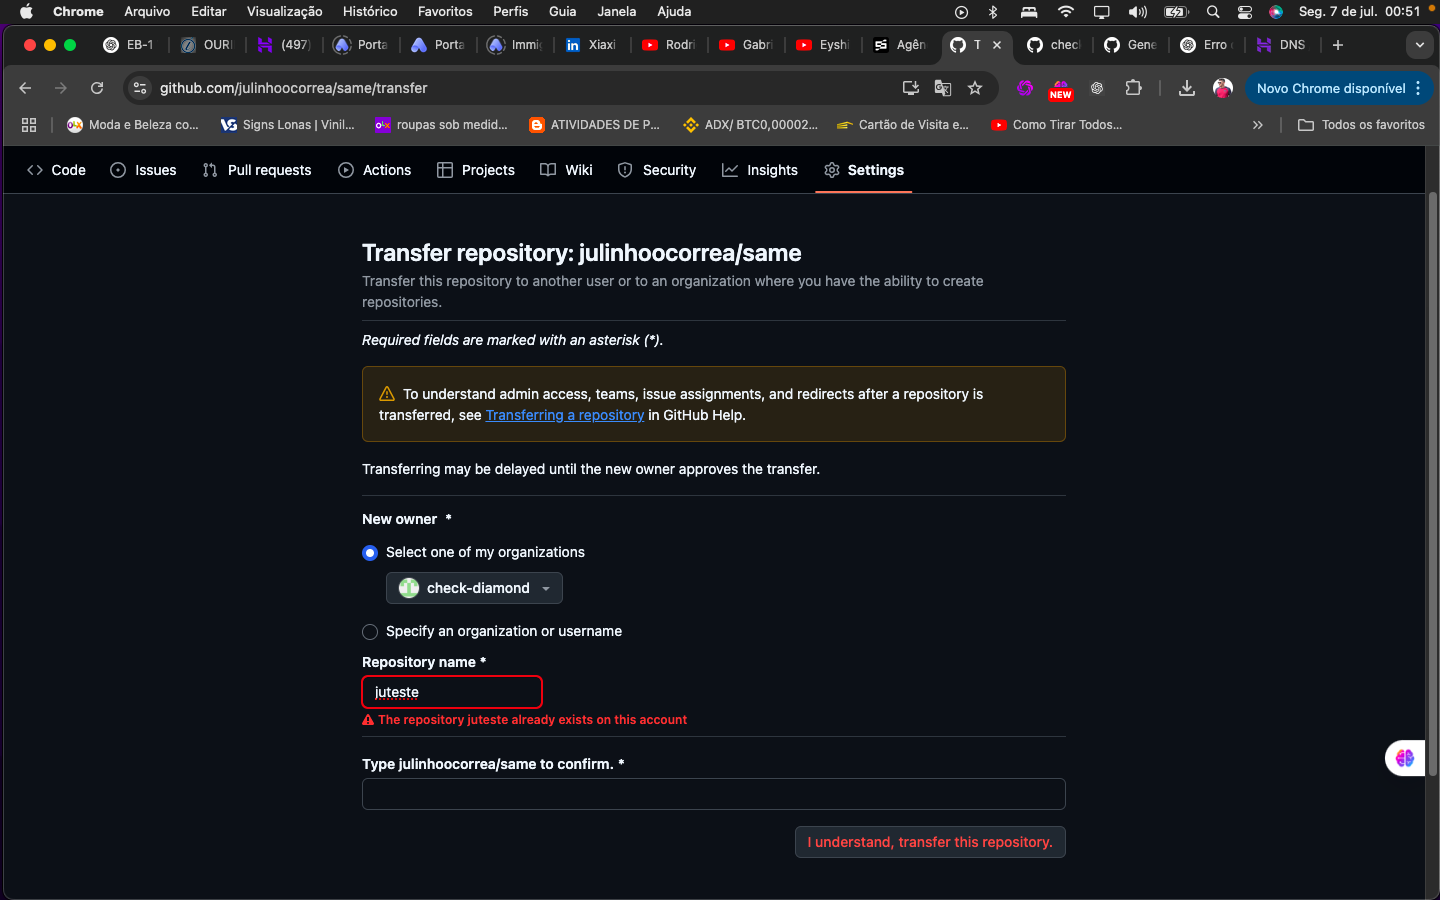 Chrome Arquivo Editar Visualização Histórico Favoritos Perfis Guia Janela Ajuda Seg. 7 de jul. 00:51
EB-1 OURI (497) Porta Porta Immig Xiaxi Rodri Gabri Eyshi Agên T chec Gene Erro DNS
github.com/julinhoocorrea/same/transfer NEW Novo Chrome disponível
Moda e Beleza co... Signs Lonas | Vinil... roupas sob medid... ATIVIDADES DE P... ADX/ BTC0,00002... Cartão de Visita e... Como Tirar Todos... Todos os favoritos
Code Issues Pull requests Actions Projects Wiki Security Insights Settings
Transfer repository: julinhoocorrea/same
Transfer this repository to another user or to an organization where you have the ability to create
repositories.
Required fields are marked with an asterisk (*).
To understand admin access, teams, issue assignments, and redirects after a repository is
transferred, see Transferring a repository in GitHub Help.
Transferring may be delayed until the new owner approves the transfer.
New owner *
Select one of my organizations
check-diamond
Specify an organization or username
Repository name *
juteste
The repository juteste already exists on this account
Type julinhoocorrea/same to confirm. *
I understand, transfer this repository.